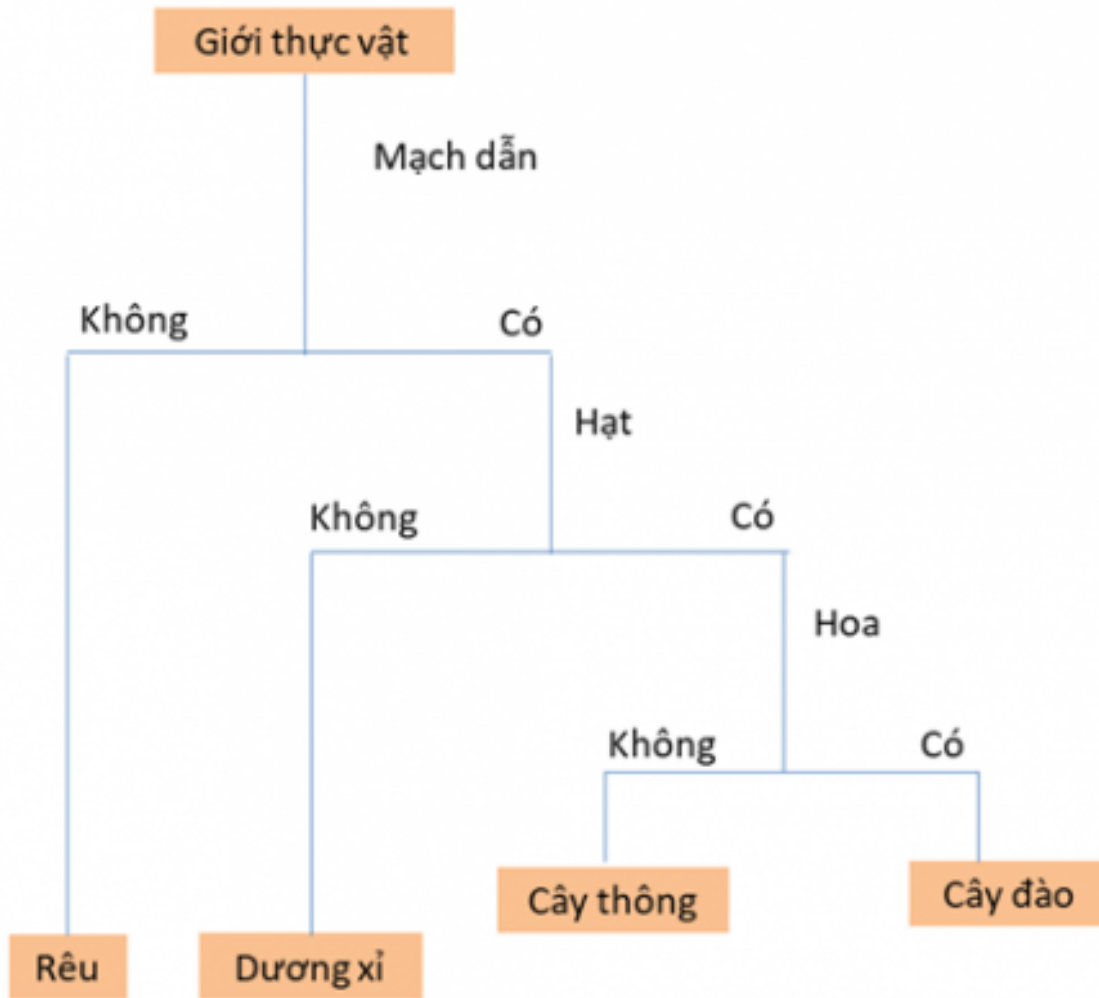 Giới thực vật
Mạch dẫn
Không
Có
Hạt
Không
Có
Hoa
Không
Có
Cây thông
Cây đào
Rêu
Dương xỉ